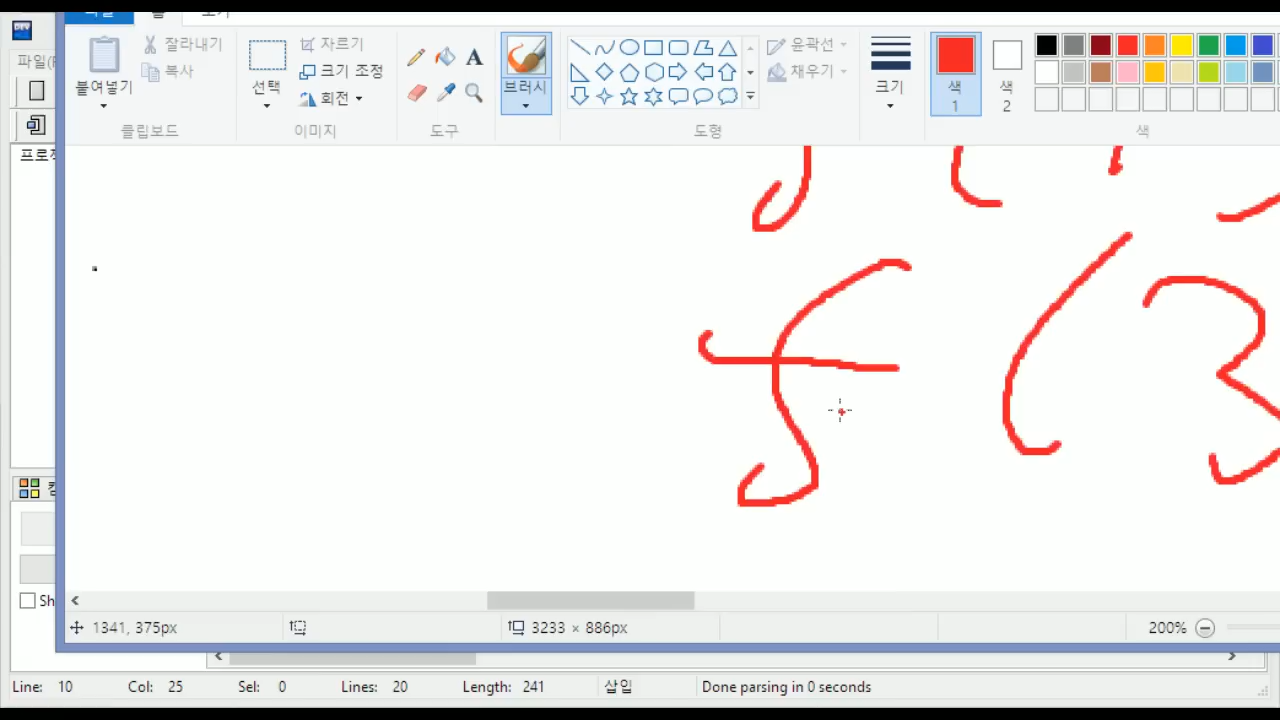 파일(F
잘라내기
자르기
윤곽선
복사
크기 조정
채우기
붙여넣기
선택
회전
A
브러시
크기
색
1
색
2
클립보드
이미지
도구
도형
색
f ( 3
Sh
1341, 375px
3233 × 886px
200%
Line: 10 Col: 25 Sel: 0 Lines: 20 Length: 241 삽입 Done parsing in 0 seconds